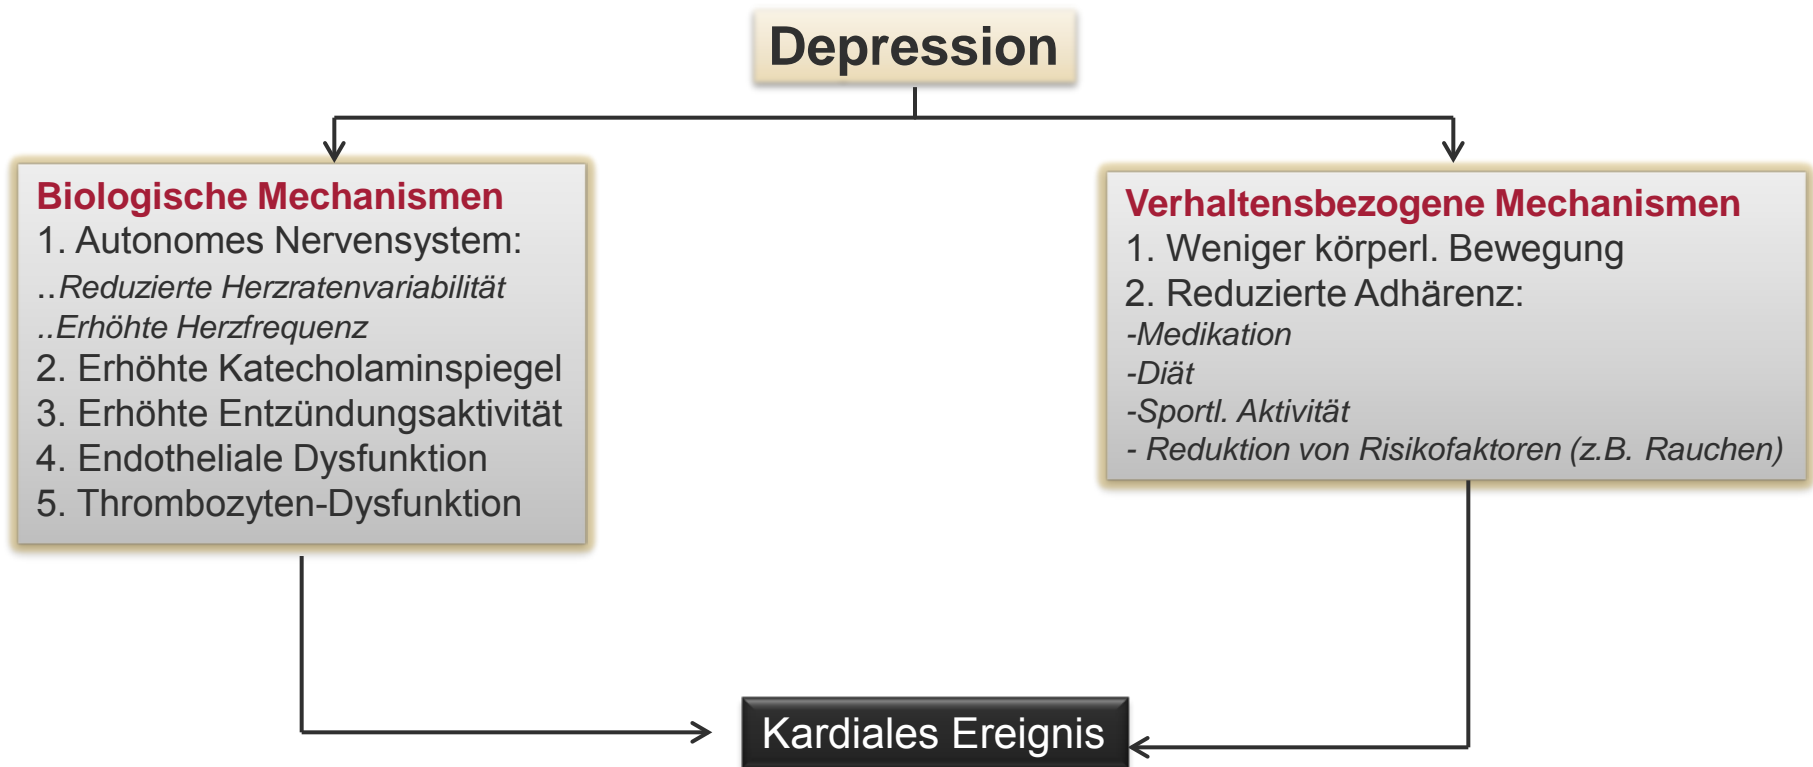 Depression
Biologische Mechanismen
1. Autonomes Nervensystem:
..Reduzierte Herzratenvariabilität
..Erhöhte Herzfrequenz
2. Erhöhte Katecholaminspiegel
3. Erhöhte Entzündungsaktivität
4. Endotheliale Dysfunktion
5. Thrombozyten-Dysfunktion
Verhaltensbezogene Mechanismen
1. Weniger körperl. Bewegung
2. Reduzierte Adhärenz:
-Medikation
-Diät
-Sportl. Aktivität
- Reduktion von Risikofaktoren (z.B. Rauchen)
Kardiales Ereignis